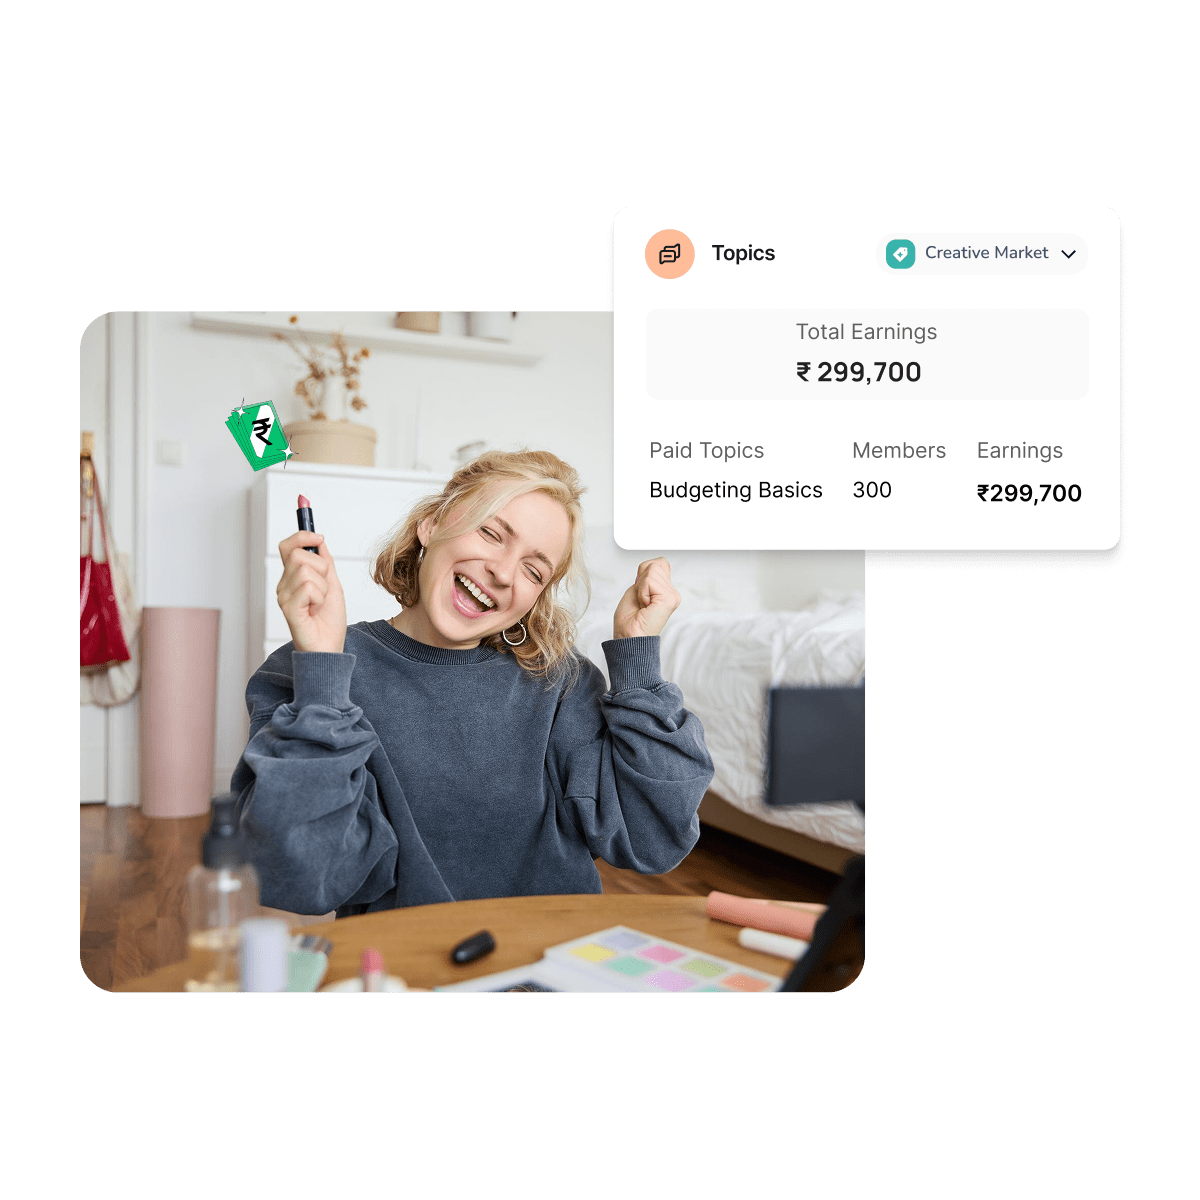 Topics
Creative Market
Total Earnings
₹ 299,700
Paid Topics Members Earnings
Budgeting Basics 300 ₹299,700
₹